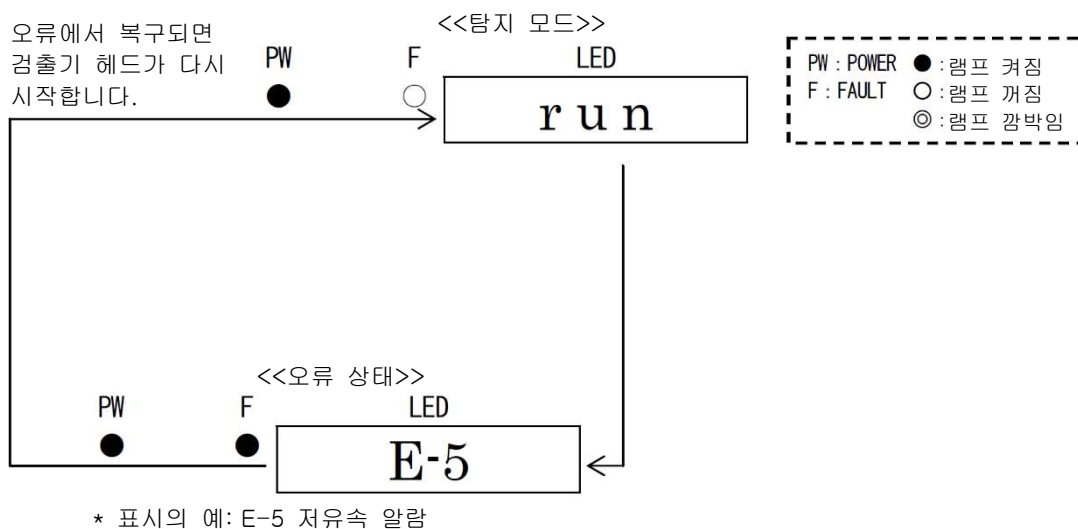 오류에서 복구되면
검출기 헤드가 다시
시작합니다.
<<탐지 모드>>
PW F LED
run
PW : POWER ● : 램프 켜짐
F : FAULT ○ : 램프 꺼짐
◎ : 램프 깜박임
<<오류 상태>>
PW F LED
E-5
* 표시의 예: E-5 저유속 알람